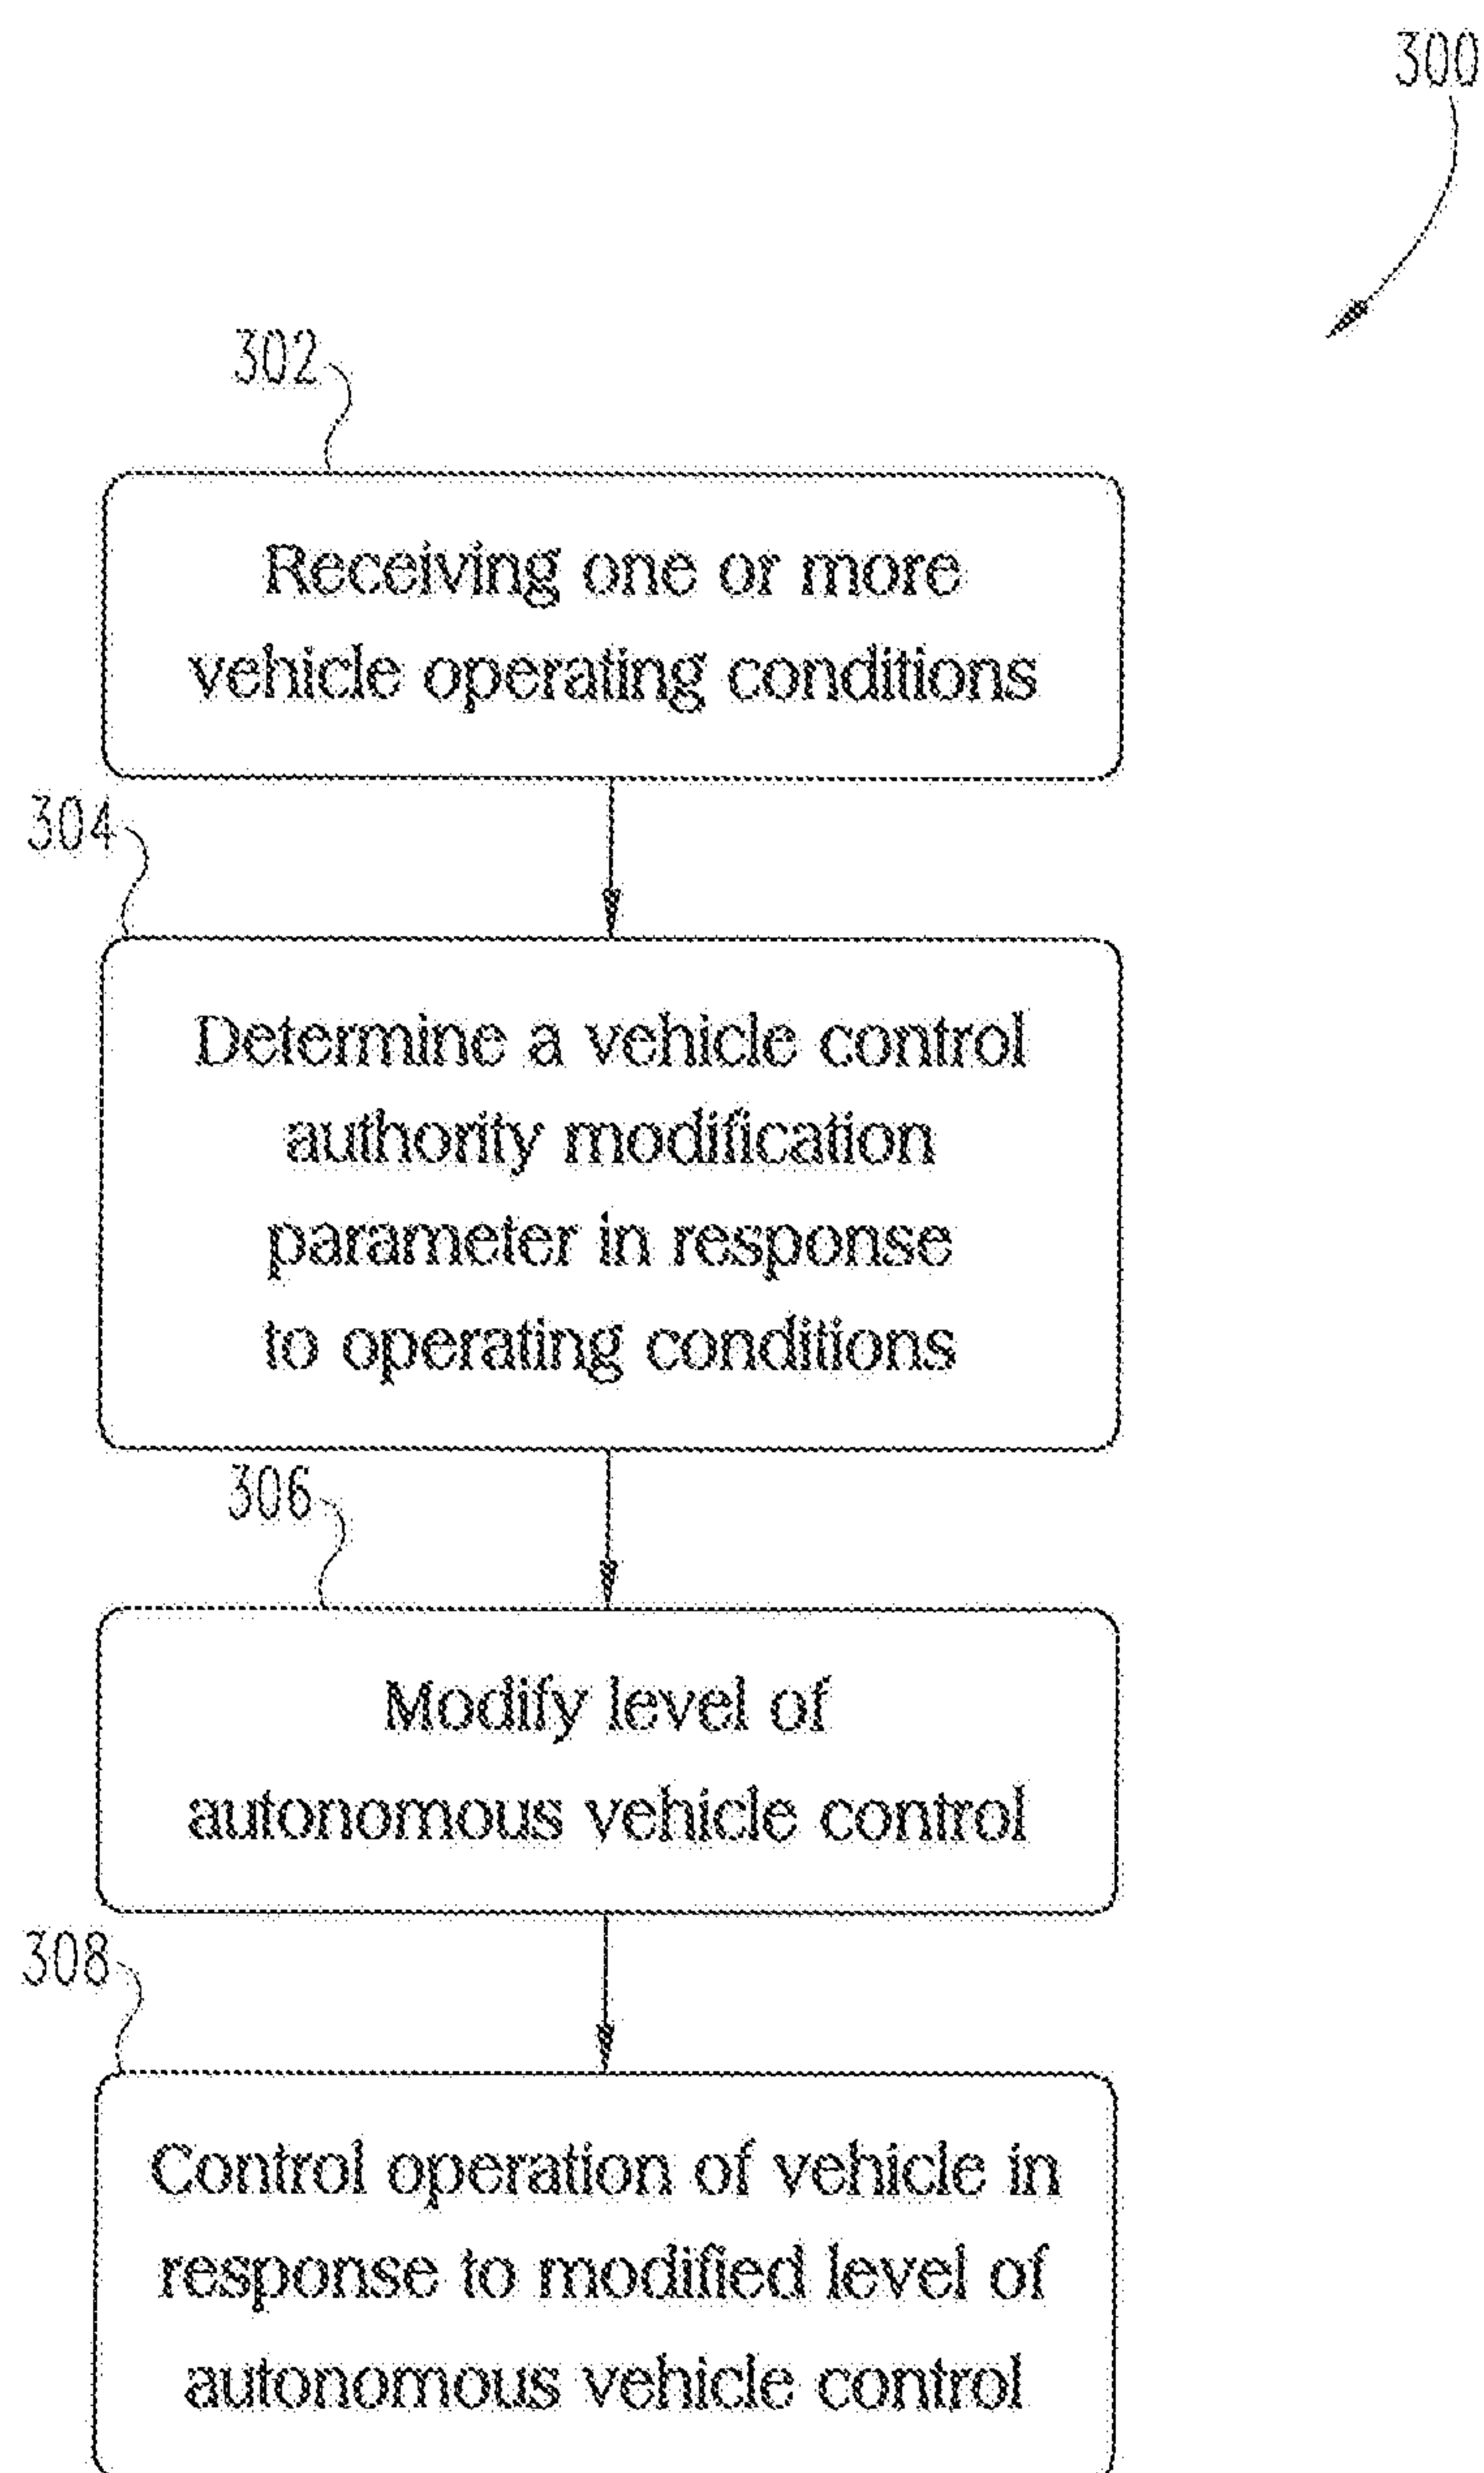 300
302
Receiving one or more
vehicle operating conditions
304
Determine a vehicle control
authority modification
parameter in response
to operating conditions
306
Modify level of
autonomous vehicle control
308
Control operation of vehicle in
response to modified level of
autonomous vehicle control